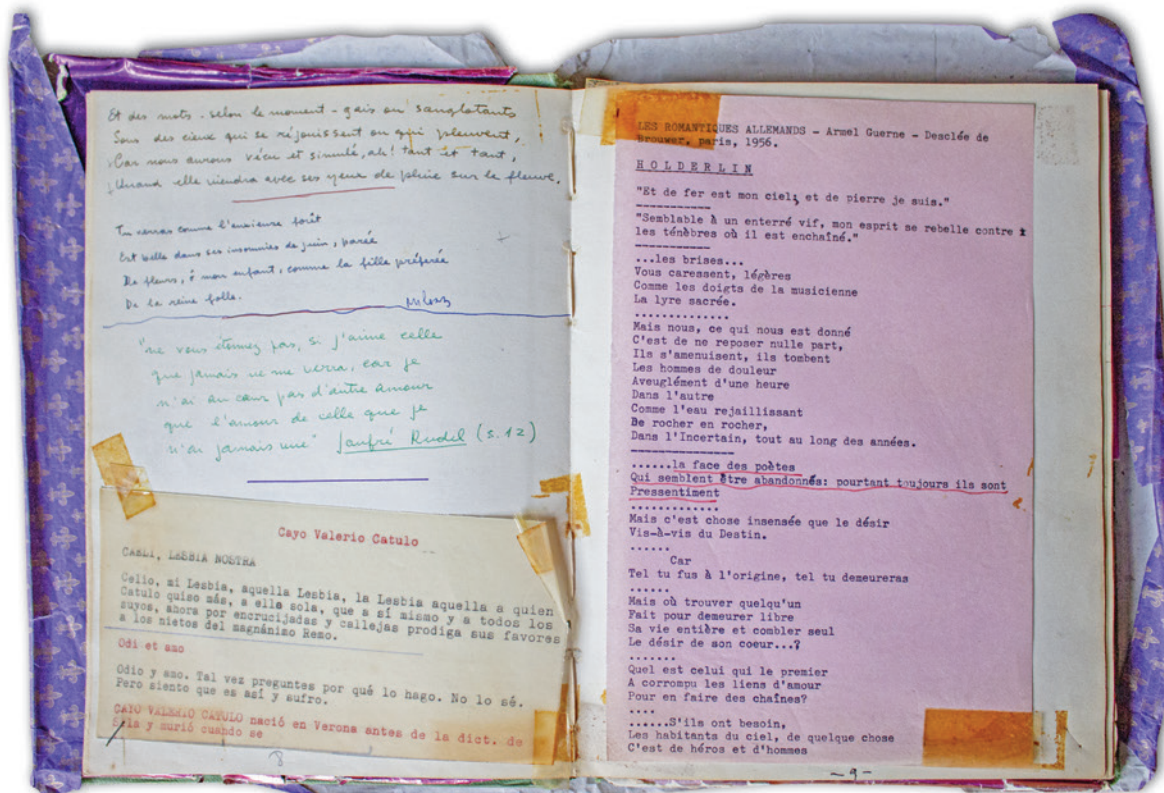 Et des mots - selon le moment - gais ou sanglotants
Sous des cieux qui se réjouissent ou qui pleuvent,
Car nous aurons vécu et simulé, ah! tant et tant,
Quand elle viendra avec ses yeux de pluie sur le fleuve.
Tu verras comme l'ancienne forêt
Est belle dans ses insomnies de juin, parée
De fleurs, ô mon enfant, comme la fille préférée
De la reine folle.
Milosz
"ne vous étonnez pas, si j'aime celle
que jamais ne me verra, car je
n'ai au cœur pas d'autre amour
que l'amour de celle que je
n'ai jamais vue" Jaufré Rudel (s. 12)
Cayo Valerio Catulo
CAELI, LESBIA NOSTRA
Celio, mi Lesbia, aquella Lesbia, la Lesbia aquella a quien
Catulo quiso más, a ella sola, que a sí mismo y a todos los
suyos, ahora por encrucijadas y callejas prodiga sus favores
a los nietos del magnánimo Remo.
Odi et amo
Odio y amo. Tal vez preguntes por qué lo hago. No lo sé.
Pero siento que es así y sufro.
CAYO VALERIO CATULO nació en Verona antes de la dict. de
Sila y murió cuando se
8
LES ROMANTIQUES ALLEMANDS - Armel Guerne - Desclée de
Brouwer, paris, 1956.
HOLDERLIN
"Et de fer est mon ciel; et de pierre je suis."
-----------
"Semblable à un enterré vif, mon esprit se rebelle contre
les ténèbres où il est enchaîné."
-----------
...les brises...
Vous caressent, légères
Comme les doigts de la musicienne
La lyre sacrée.
..............
Mais nous, ce qui nous est donné
C'est de ne reposer nulle part,
Ils s'amenuisent, ils tombent
Les hommes de douleur
Aveuglément d'une heure
Dans l'autre
Comme l'eau rejaillissant
De rocher en rocher,
Dans l'Incertain, tout au long des années.
---------------
......la face des poètes
Qui semblent être abandonnés: pourtant toujours ils sont
Pressentiment
.............
Mais c'est chose insensée que le désir
Vis-à-vis du Destin.
......
Car
Tel tu fus à l'origine, tel tu demeureras
......
Mais où trouver quelqu'un
Fait pour demeurer libre
Sa vie entière et combler seul
Le désir de son coeur...?
.......
Quel est celui qui le premier
A corrompu les liens d'amour
Pour en faire des chaînes?
....
......S'ils ont besoin,
Les habitants du ciel, de quelque chose
C'est de héros et d'hommes
-9-